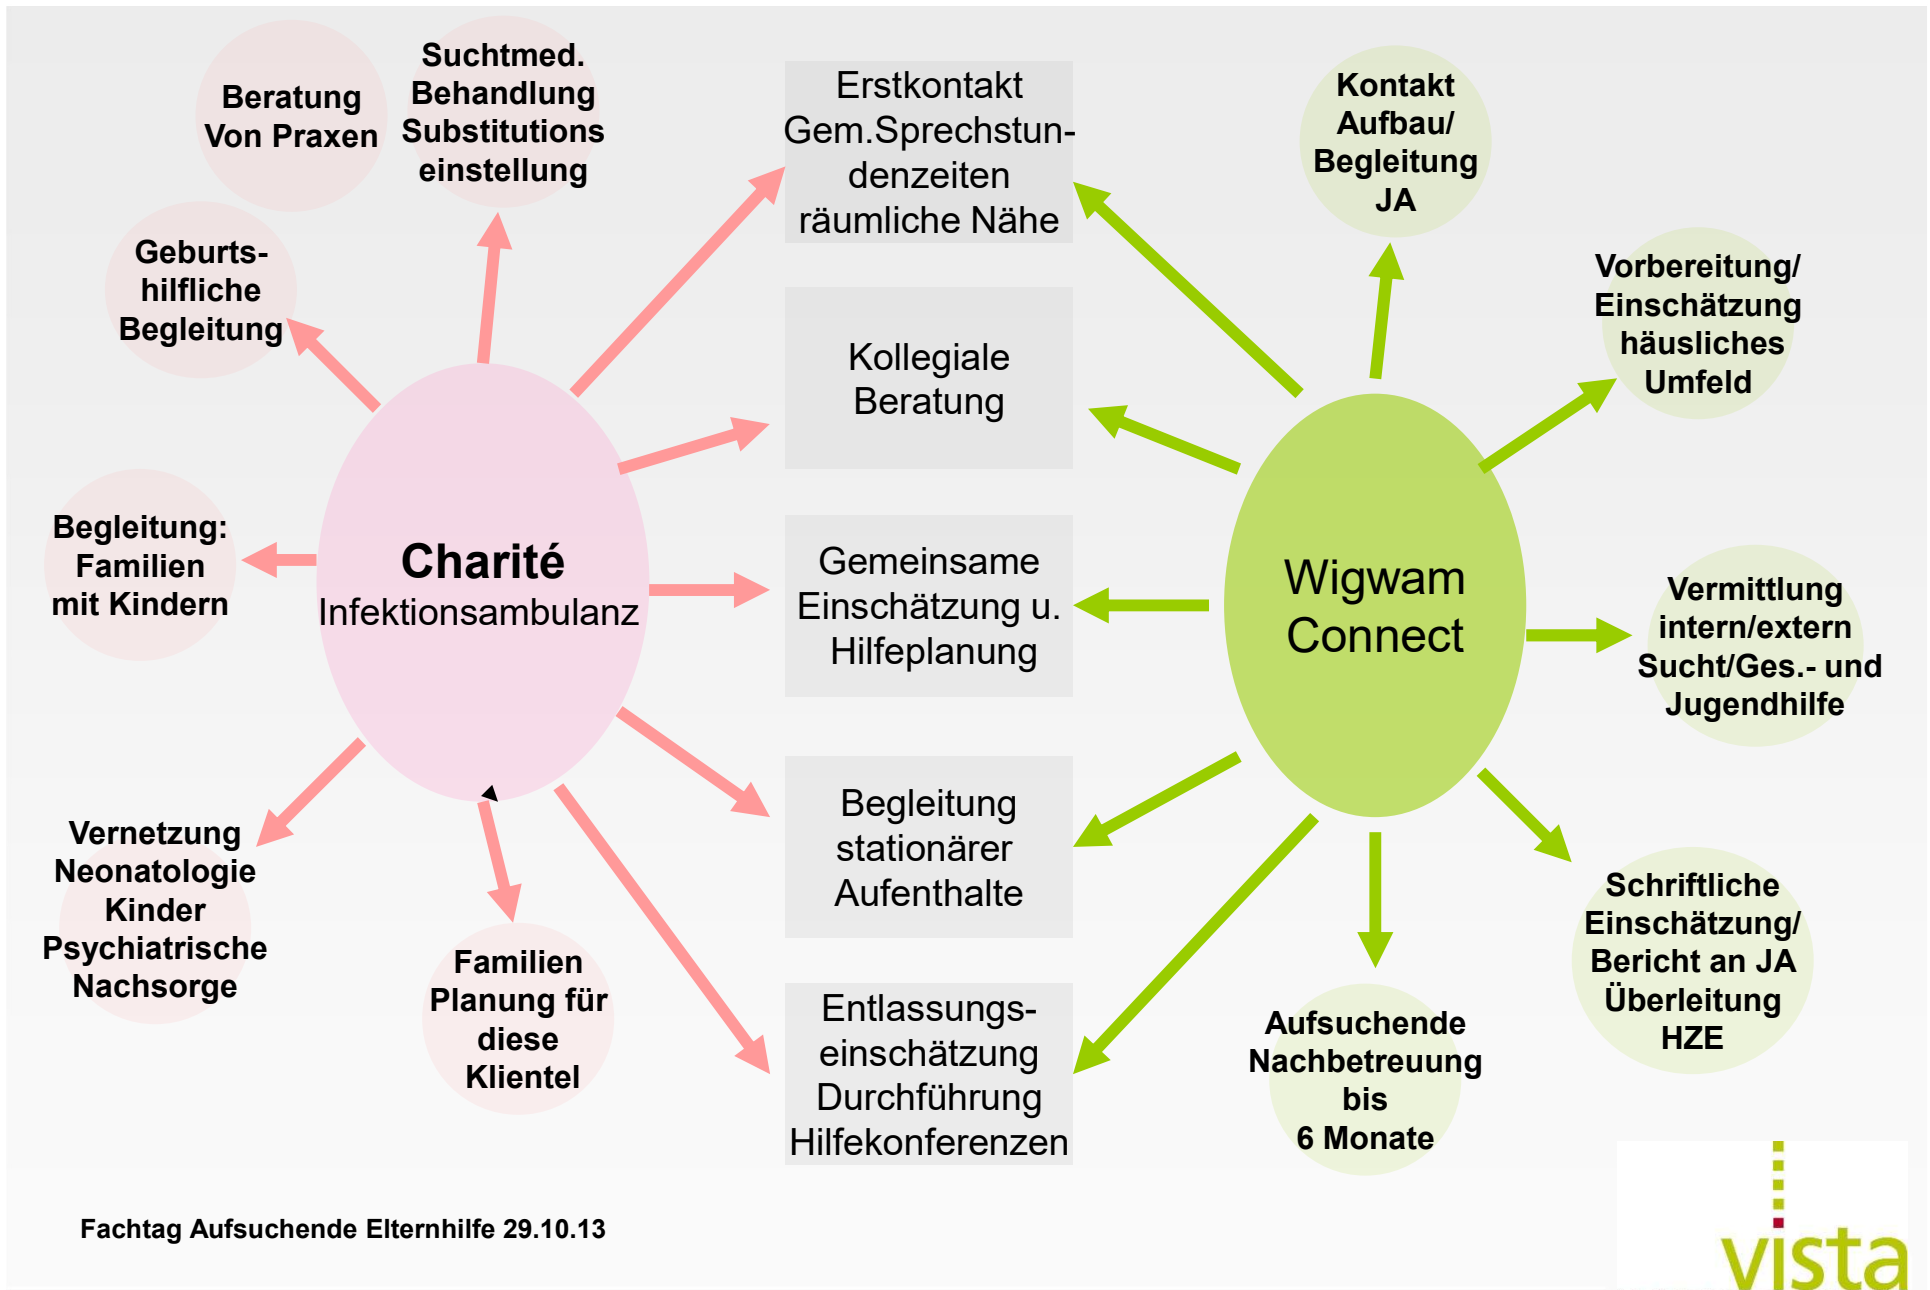 Beratung
Von Praxen
Suchtmed.
Behandlung
Substitutions
einstellung
Geburts-
hilfliche
Begleitung
Begleitung:
Familien
mit Kindern
Charité
Infektionsambulanz
Vernetzung
Neonatologie
Kinder
Psychiatrische
Nachsorge
Familien
Planung für
diese
Klientel
Erstkontakt
Gem.Sprechstun-
denzeiten
räumliche Nähe
Kollegiale
Beratung
Gemeinsame
Einschätzung u.
Hilfeplanung
Begleitung
stationärer
Aufenthalte
Entlassungs-
einschätzung
Durchführung
Hilfekonferenzen
Wigwam
Connect
Kontakt
Aufbau/
Begleitung
JA
Vorbereitung/
Einschätzung
häusliches
Umfeld
Vermittlung
intern/extern
Sucht/Ges.- und
Jugendhilfe
Schriftliche
Einschätzung/
Bericht an JA
Überleitung
HZE
Aufsuchende
Nachbetreuung
bis
6 Monate
Fachtag Aufsuchende Elternhilfe 29.10.13
vista